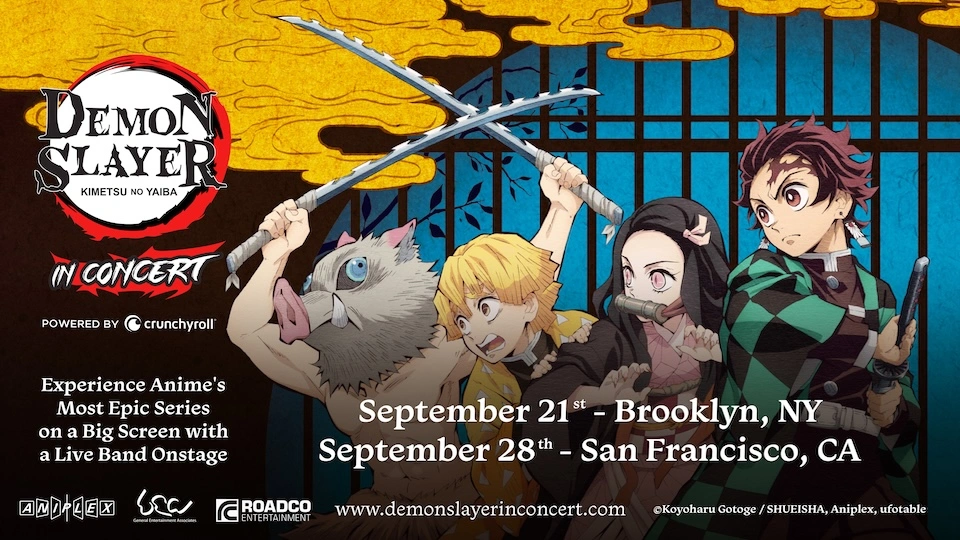 DEMON
SLAYER
KIMETSU NO YAIBA
IN CONCERT
POWERED BY crunchyroll
Experience Anime's
Most Epic Series
on a Big Screen with
a Live Band Onstage
September 21st - Brooklyn, NY
September 28th - San Francisco, CA
ANIPLEX
General Entertainment Associates
ROADCO
ENTERTAINMENT
www.demonslayerinconcert.com
©Koyoharu Gotoge / SHUEISHA, Aniplex, ufotable